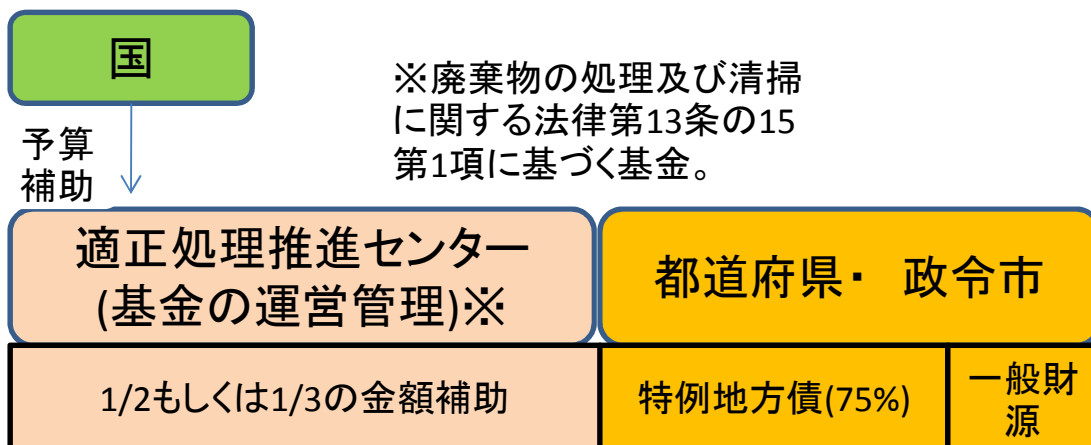 国
※廃棄物の処理及び清掃
に関する法律第13条の15
第1項に基づく基金。
予算
補助
適正処理推進センター
(基金の運営管理)※
都道府県・ 政令市
1/2もしくは1/3の金額補助
特例地方債(75%)
一般財
源